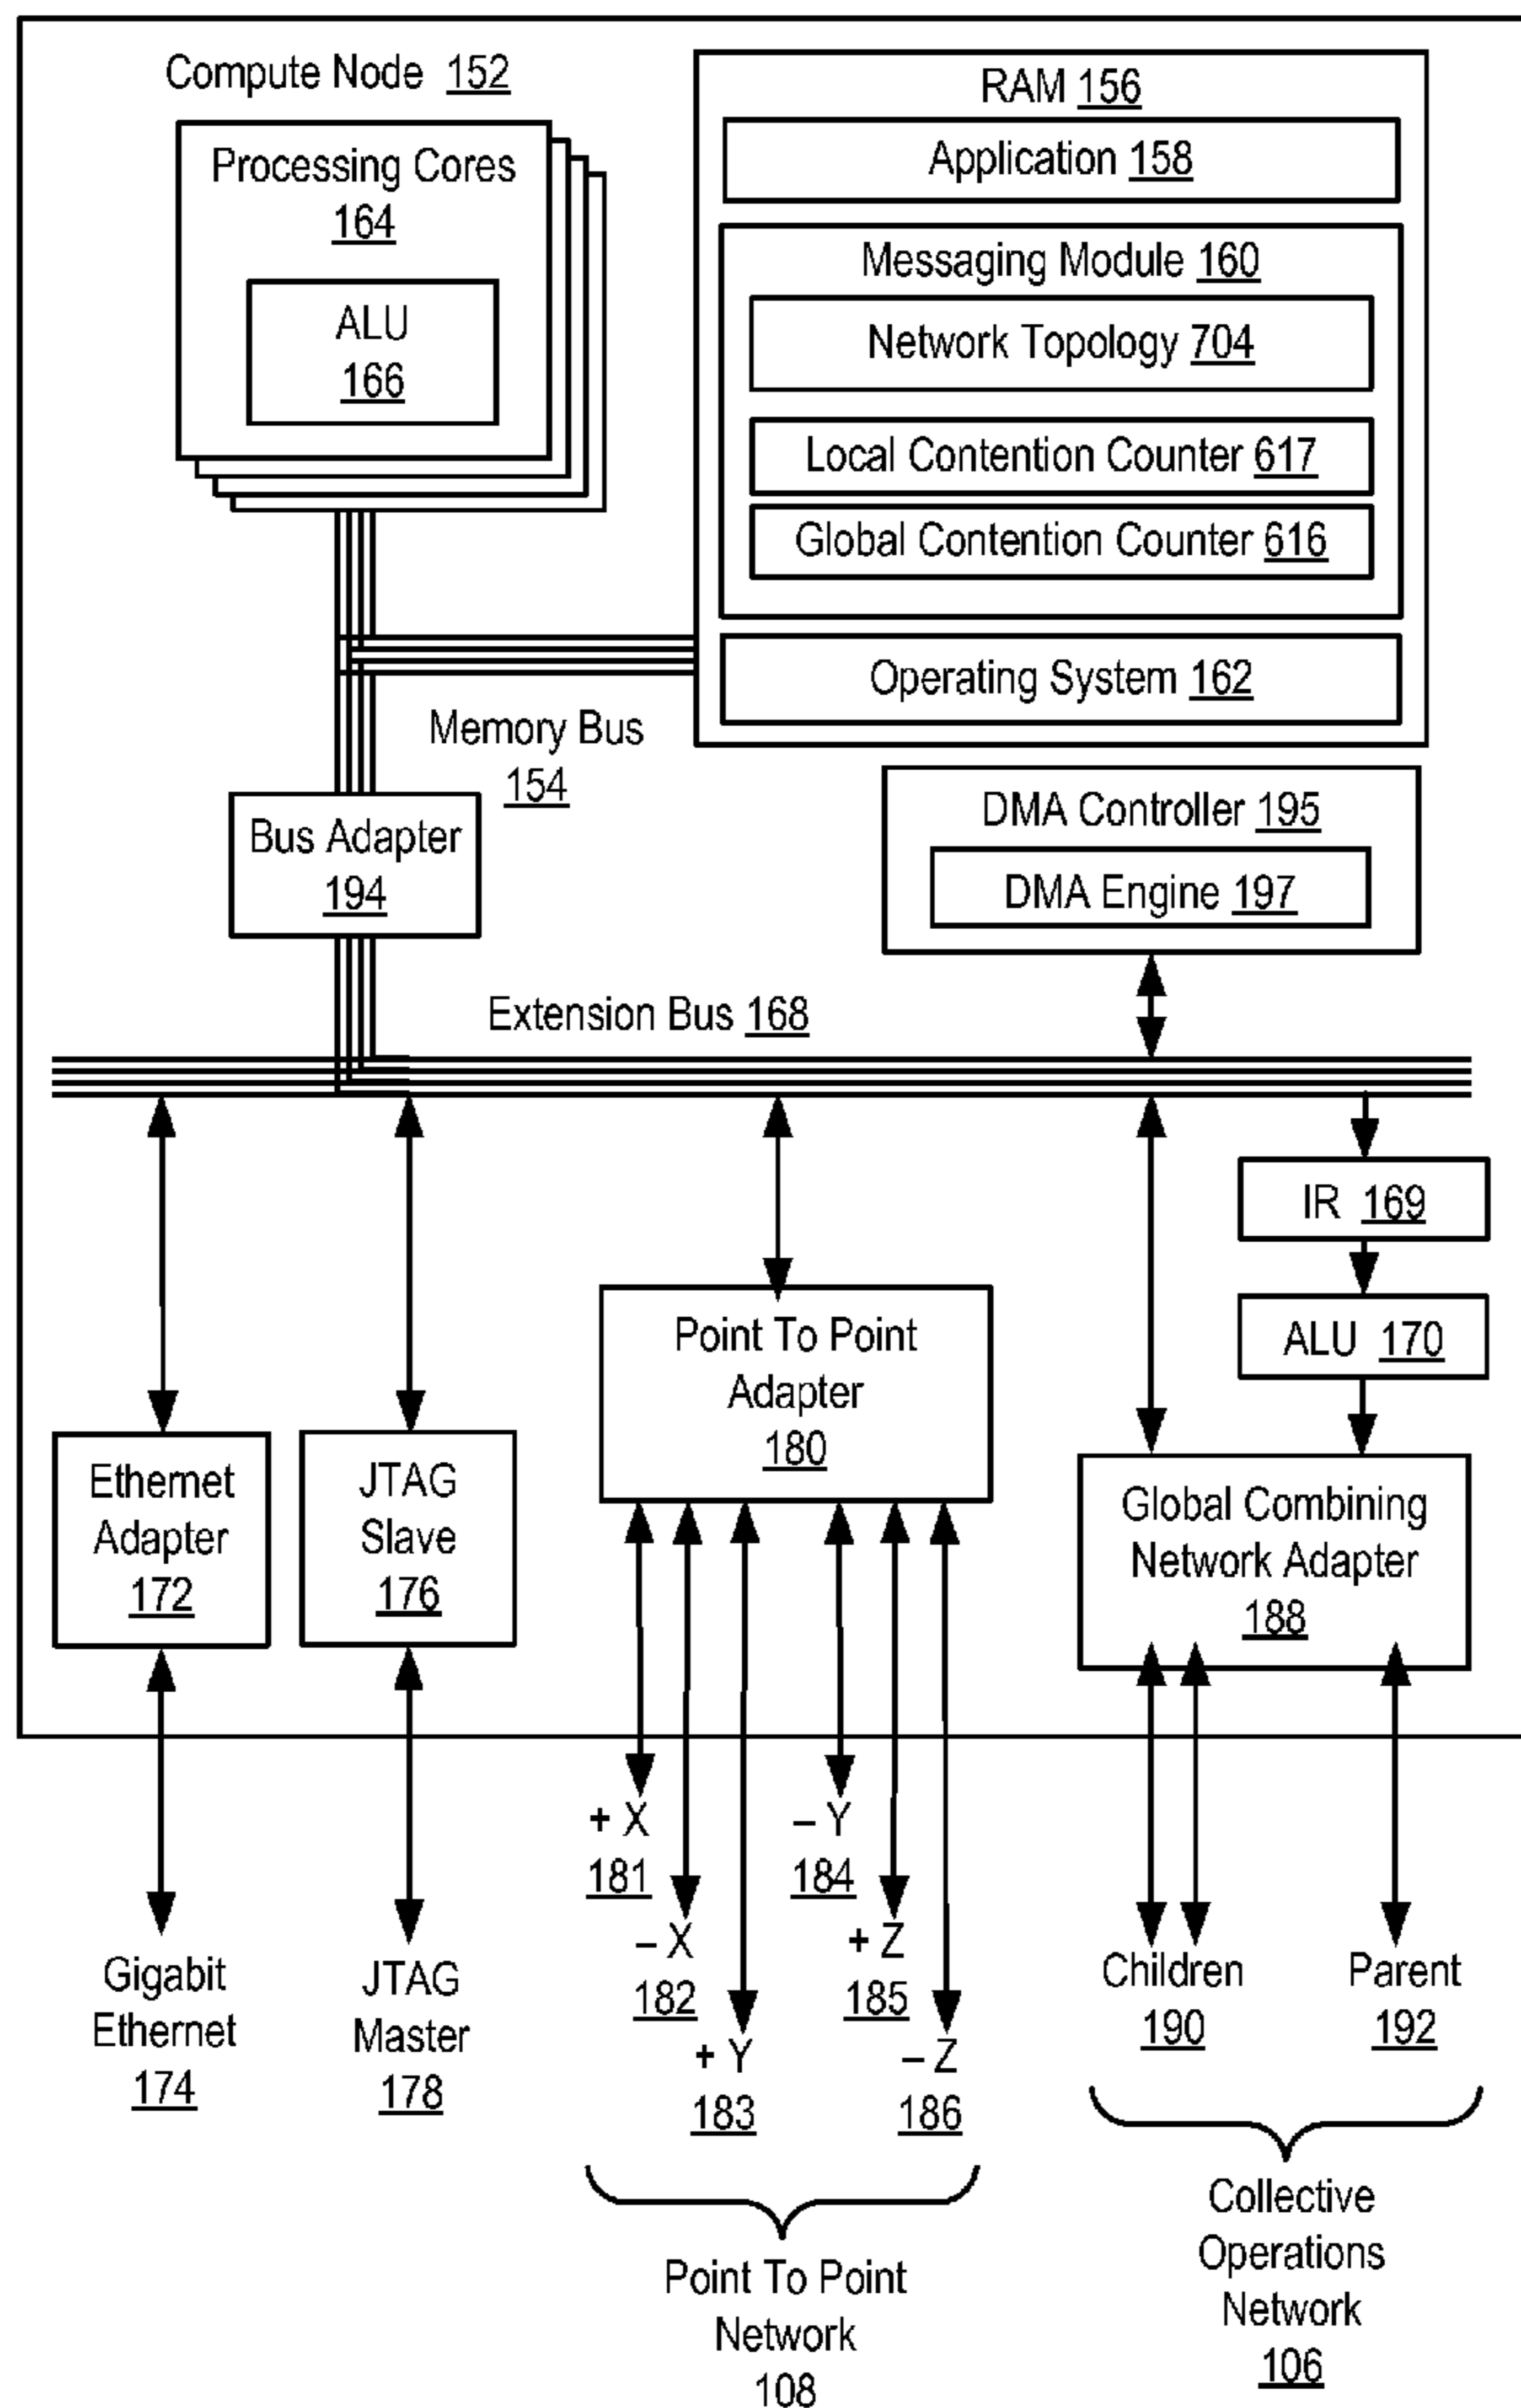 Compute Node 152
Processing Cores
164
ALU
166
RAM 156
Application 158
Messaging Module 160
Network Topology 704
Local Contention Counter 617
Global Contention Counter 616
Operating System 162
Memory Bus
154
Bus Adapter
194
DMA Controller 195
DMA Engine 197
Extension Bus 168
IR 169
ALU 170
Point To Point
Adapter
180
Ethernet
Adapter
172
JTAG
Slave
176
Global Combining
Network Adapter
188
+ X
181
– X
182
+ Y
183
– Y
184
+ Z
185
– Z
186
Gigabit
Ethernet
174
JTAG
Master
178
Children
190
Parent
192
Point To Point
Network
108
Collective
Operations
Network
106